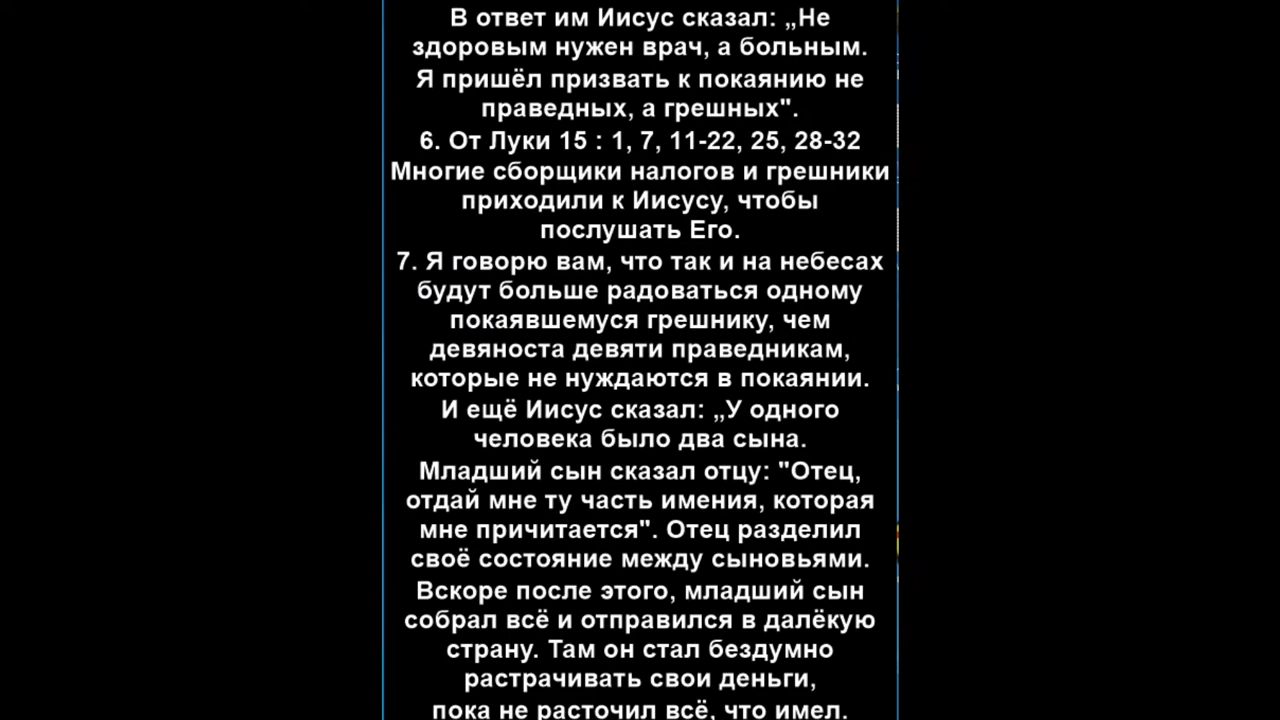 В ответ им Иисус сказал: „Не
здоровым нужен врач, а больным.
Я пришёл призвать к покаянию не
праведных, а грешных".
6. От Луки 15 : 1, 7, 11-22, 25, 28-32
Многие сборщики налогов и грешники
приходили к Иисусу, чтобы
послушать Его.
7. Я говорю вам, что так и на небесах
будут больше радоваться одному
покаявшемуся грешнику, чем
девяноста девяти праведникам,
которые не нуждаются в покаянии.
И ещё Иисус сказал: „У одного
человека было два сына.
Младший сын сказал отцу: "Отец,
отдай мне ту часть имения, которая
мне причитается". Отец разделил
своё состояние между сыновьями.
Вскоре после этого, младший сын
собрал всё и отправился в далёкую
страну. Там он стал бездумно
растрачивать свои деньги,
пока не расточил всё, что имел.